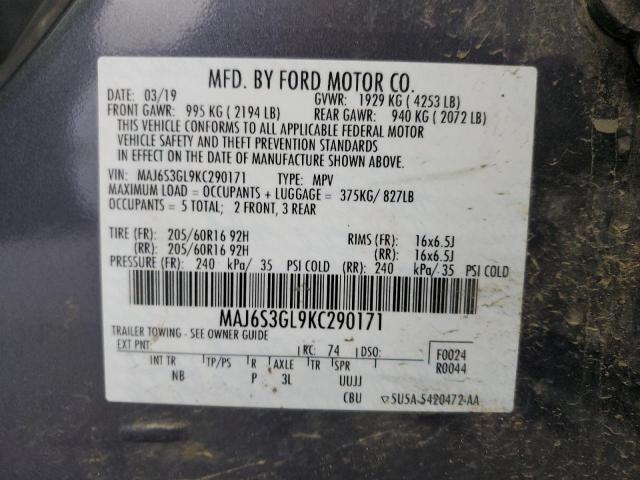 MFD. BY FORD MOTOR CO.
DATE: 03/19 GVWR: 1929 KG ( 4253 LB)
FRONT GAWR: 995 KG ( 2194 LB) REAR GAWR: 940 KG ( 2072 LB)
THIS VEHICLE CONFORMS TO ALL APPLICABLE FEDERAL MOTOR
VEHICLE SAFETY AND THEFT PREVENTION STANDARDS
IN EFFECT ON THE DATE OF MANUFACTURE SHOWN ABOVE.
VIN: MAJ6S3GL9KC290171 TYPE: MPV
MAXIMUM LOAD = OCCUPANTS + LUGGAGE = 375KG/ 827LB
OCCUPANTS = 5 TOTAL; 2 FRONT, 3 REAR
TIRE (FR): 205/60R16 92H RIMS (FR): 16x6.5J
(RR): 205/60R16 92H (RR): 16x6.5J
PRESSURE (FR): 240 kPa/ 35 PSI COLD (RR): 240 kPa/ 35 PSI COLD
MAJ6S3GL9KC290171
TRAILER TOWING - SEE OWNER GUIDE
EXT PNT: RC: 74 DSO: F0024
INT TR TP/PS R AXLE TR SPR R0044
NB P 3L UUJJ
CBU ▽5U5A-5420472-AA